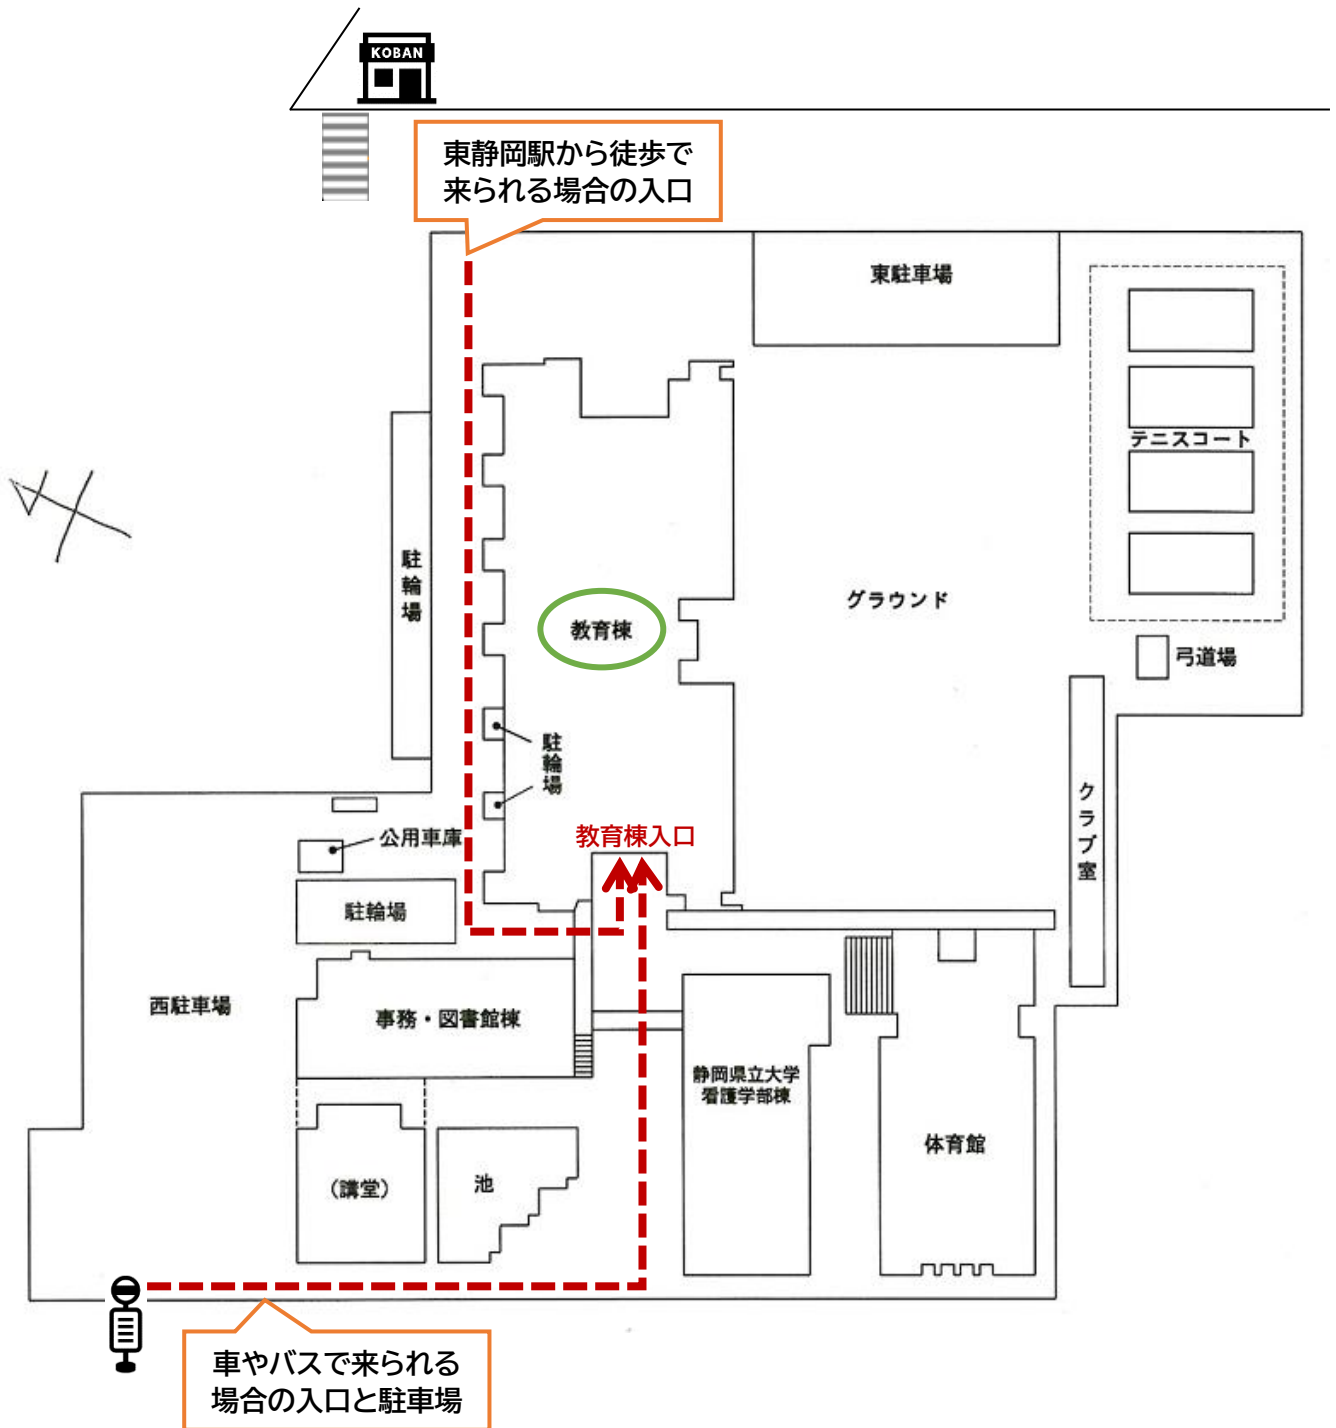 KOBAN
東静岡駅から徒歩で
来られる場合の入口
東駐車場
テニスコート
駐輪場
グラウンド
教育棟
弓道場
駐輪場
クラブ室
教育棟入口
公用車庫
駐輪場
西駐車場
事務・図書館棟
静岡県立大学
看護学部棟
体育館
（講堂）
池
車やバスで来られる
場合の入口と駐車場